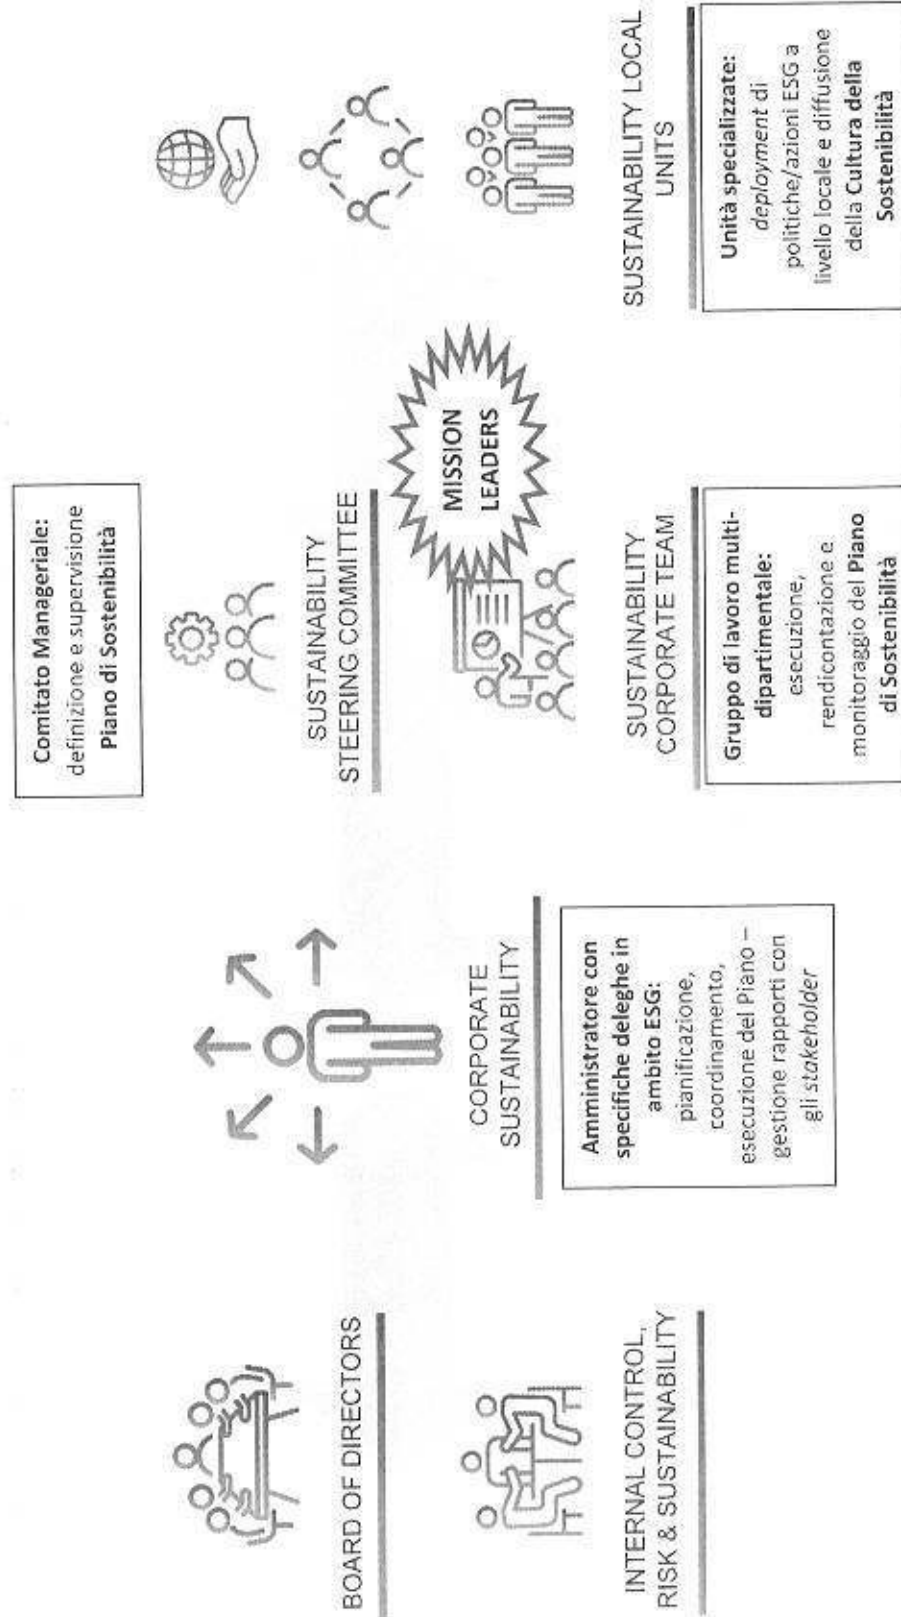 BOARD OF DIRECTORS
INTERNAL CONTROL,
RISK & SUSTAINABILITY
CORPORATE
SUSTAINABILITY
Amministratore con
specifiche deleghe in
ambito ESG:
pianificazione,
coordinamento,
esecuzione del Piano –
gestione rapporti con
gli stakeholder
Comitato Manageriale:
definizione e supervisione
Piano di Sostenibilità
SUSTAINABILITY
STEERING COMMITTEE
MISSION
LEADERS
SUSTAINABILITY
CORPORATE TEAM
Gruppo di lavoro multi-
dipartimentale:
esecuzione,
rendicontazione e
monitoraggio del Piano
di Sostenibilità
SUSTAINABILITY LOCAL
UNITS
Unità specializzate:
deployment di
politiche/azioni ESG a
livello locale e diffusione
della Cultura della
Sostenibilità